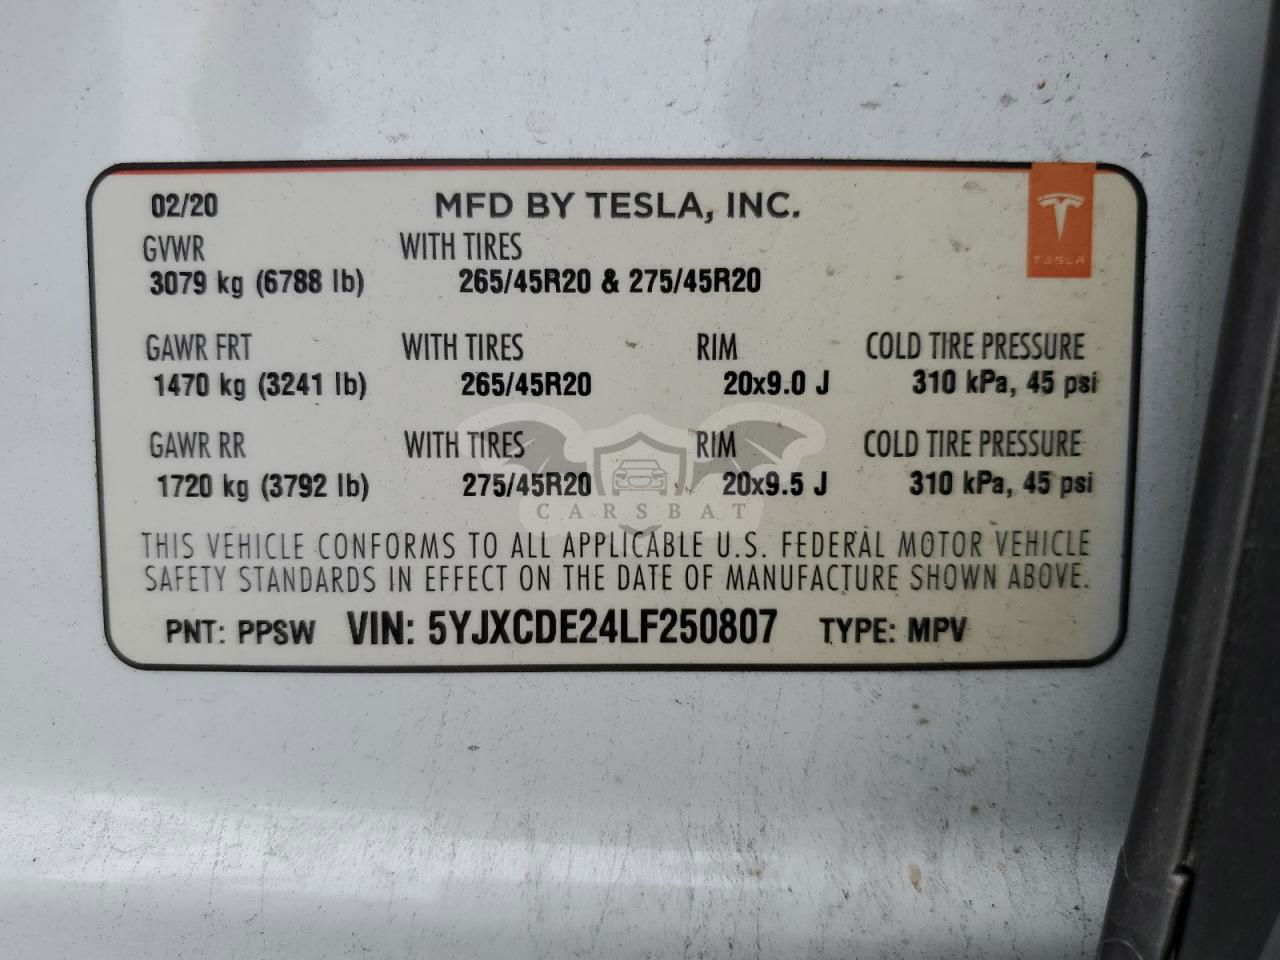 02/20 MFD BY TESLA, INC.
TESLA
GVWR WITH TIRES
3079 kg (6788 lb) 265/45R20 & 275/45R20
GAWR FRT WITH TIRES RIM COLD TIRE PRESSURE
1470 kg (3241 lb) 265/45R20 20x9.0 J 310 kPa, 45 psi
GAWR RR WITH TIRES RIM COLD TIRE PRESSURE
1720 kg (3792 lb) 275/45R20 20x9.5 J 310 kPa, 45 psi
CARSBAT
THIS VEHICLE CONFORMS TO ALL APPLICABLE U.S. FEDERAL MOTOR VEHICLE
SAFETY STANDARDS IN EFFECT ON THE DATE OF MANUFACTURE SHOWN ABOVE.
PNT: PPSW VIN: 5YJXCDE24LF250807 TYPE: MPV